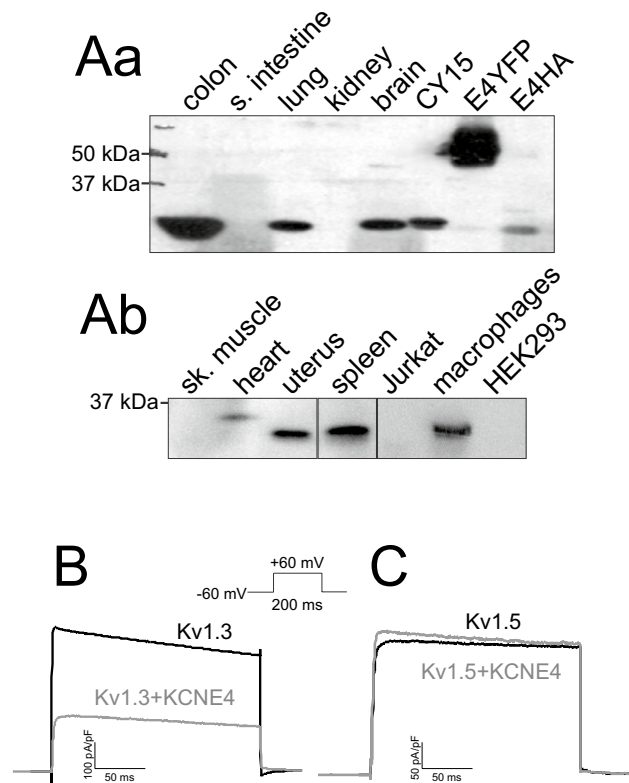 Aa
colon
s. intestine
lung
kidney
brain
CY15
E4YFP
E4HA
50 kDa
37 kDa
Ab
sk. muscle
heart
uterus
spleen
Jurkat
macrophages
HEK293
37 kDa
B
+60 mV
-60 mV
200 ms
C
Kv1.3
Kv1.3+KCNE4
100 pA/pF
50 ms
Kv1.5
Kv1.5+KCNE4
50 pA/pF
50 ms